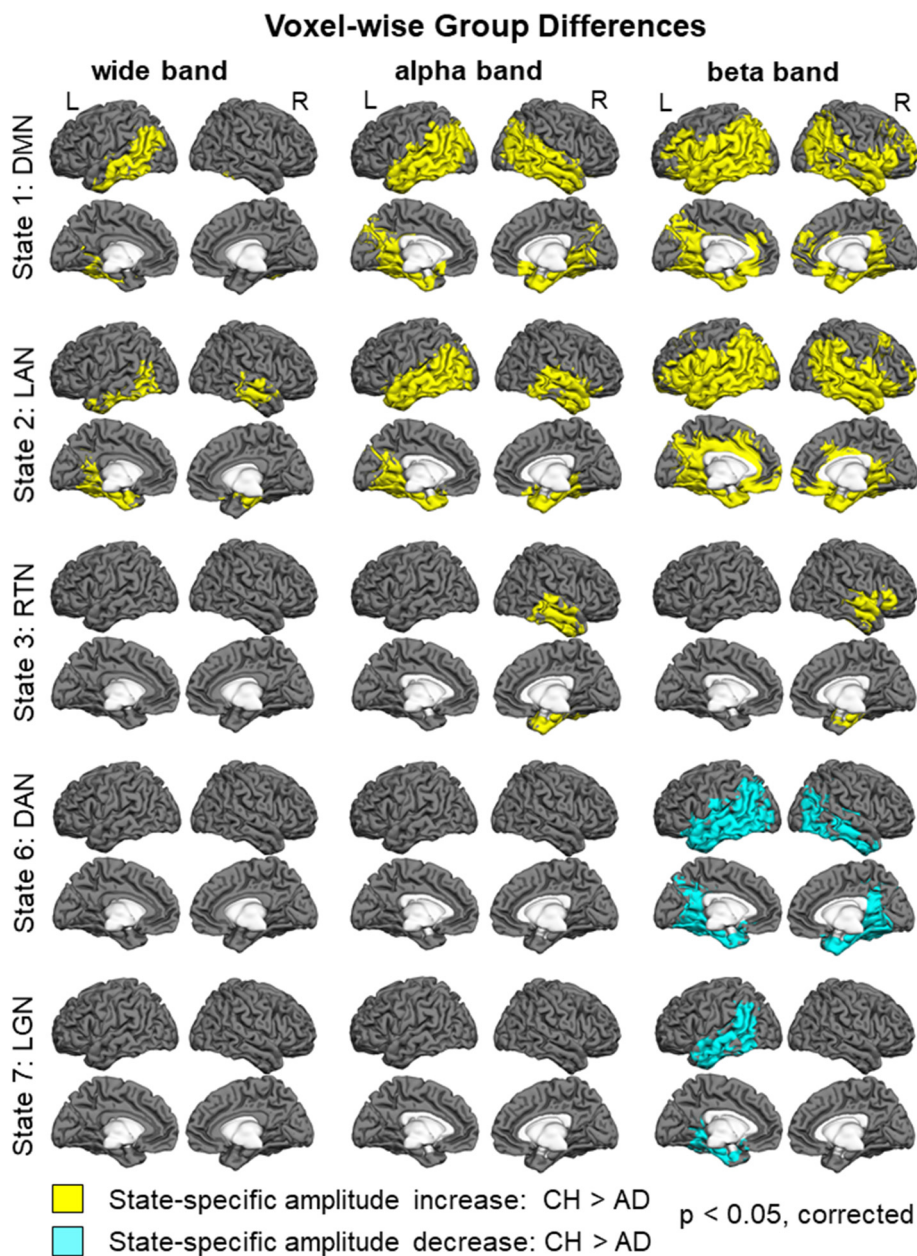 Voxel-wise Group Differences
wide band alpha band beta band
L R L R L R
State 1: DMN
State 2: LAN
State 3: RTN
State 6: DAN
State 7: LGN
State-specific amplitude increase: CH > AD
State-specific amplitude decrease: CH > AD
p < 0.05, corrected